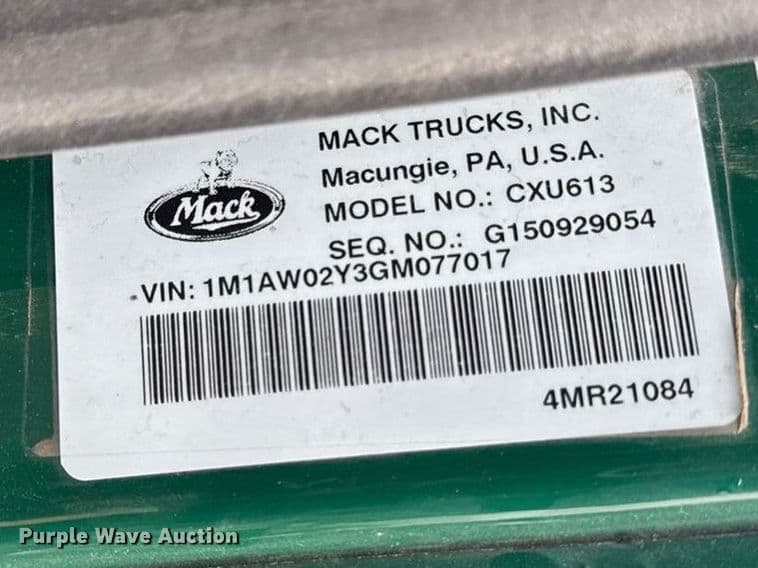 MACK TRUCKS, INC.
Macungie, PA, U.S.A.
MODEL NO.: CXU613
SEQ. NO.: G150929054
Mack
VIN: 1M1AW02Y3GM077017
4MR21084
Purple Wave Auction